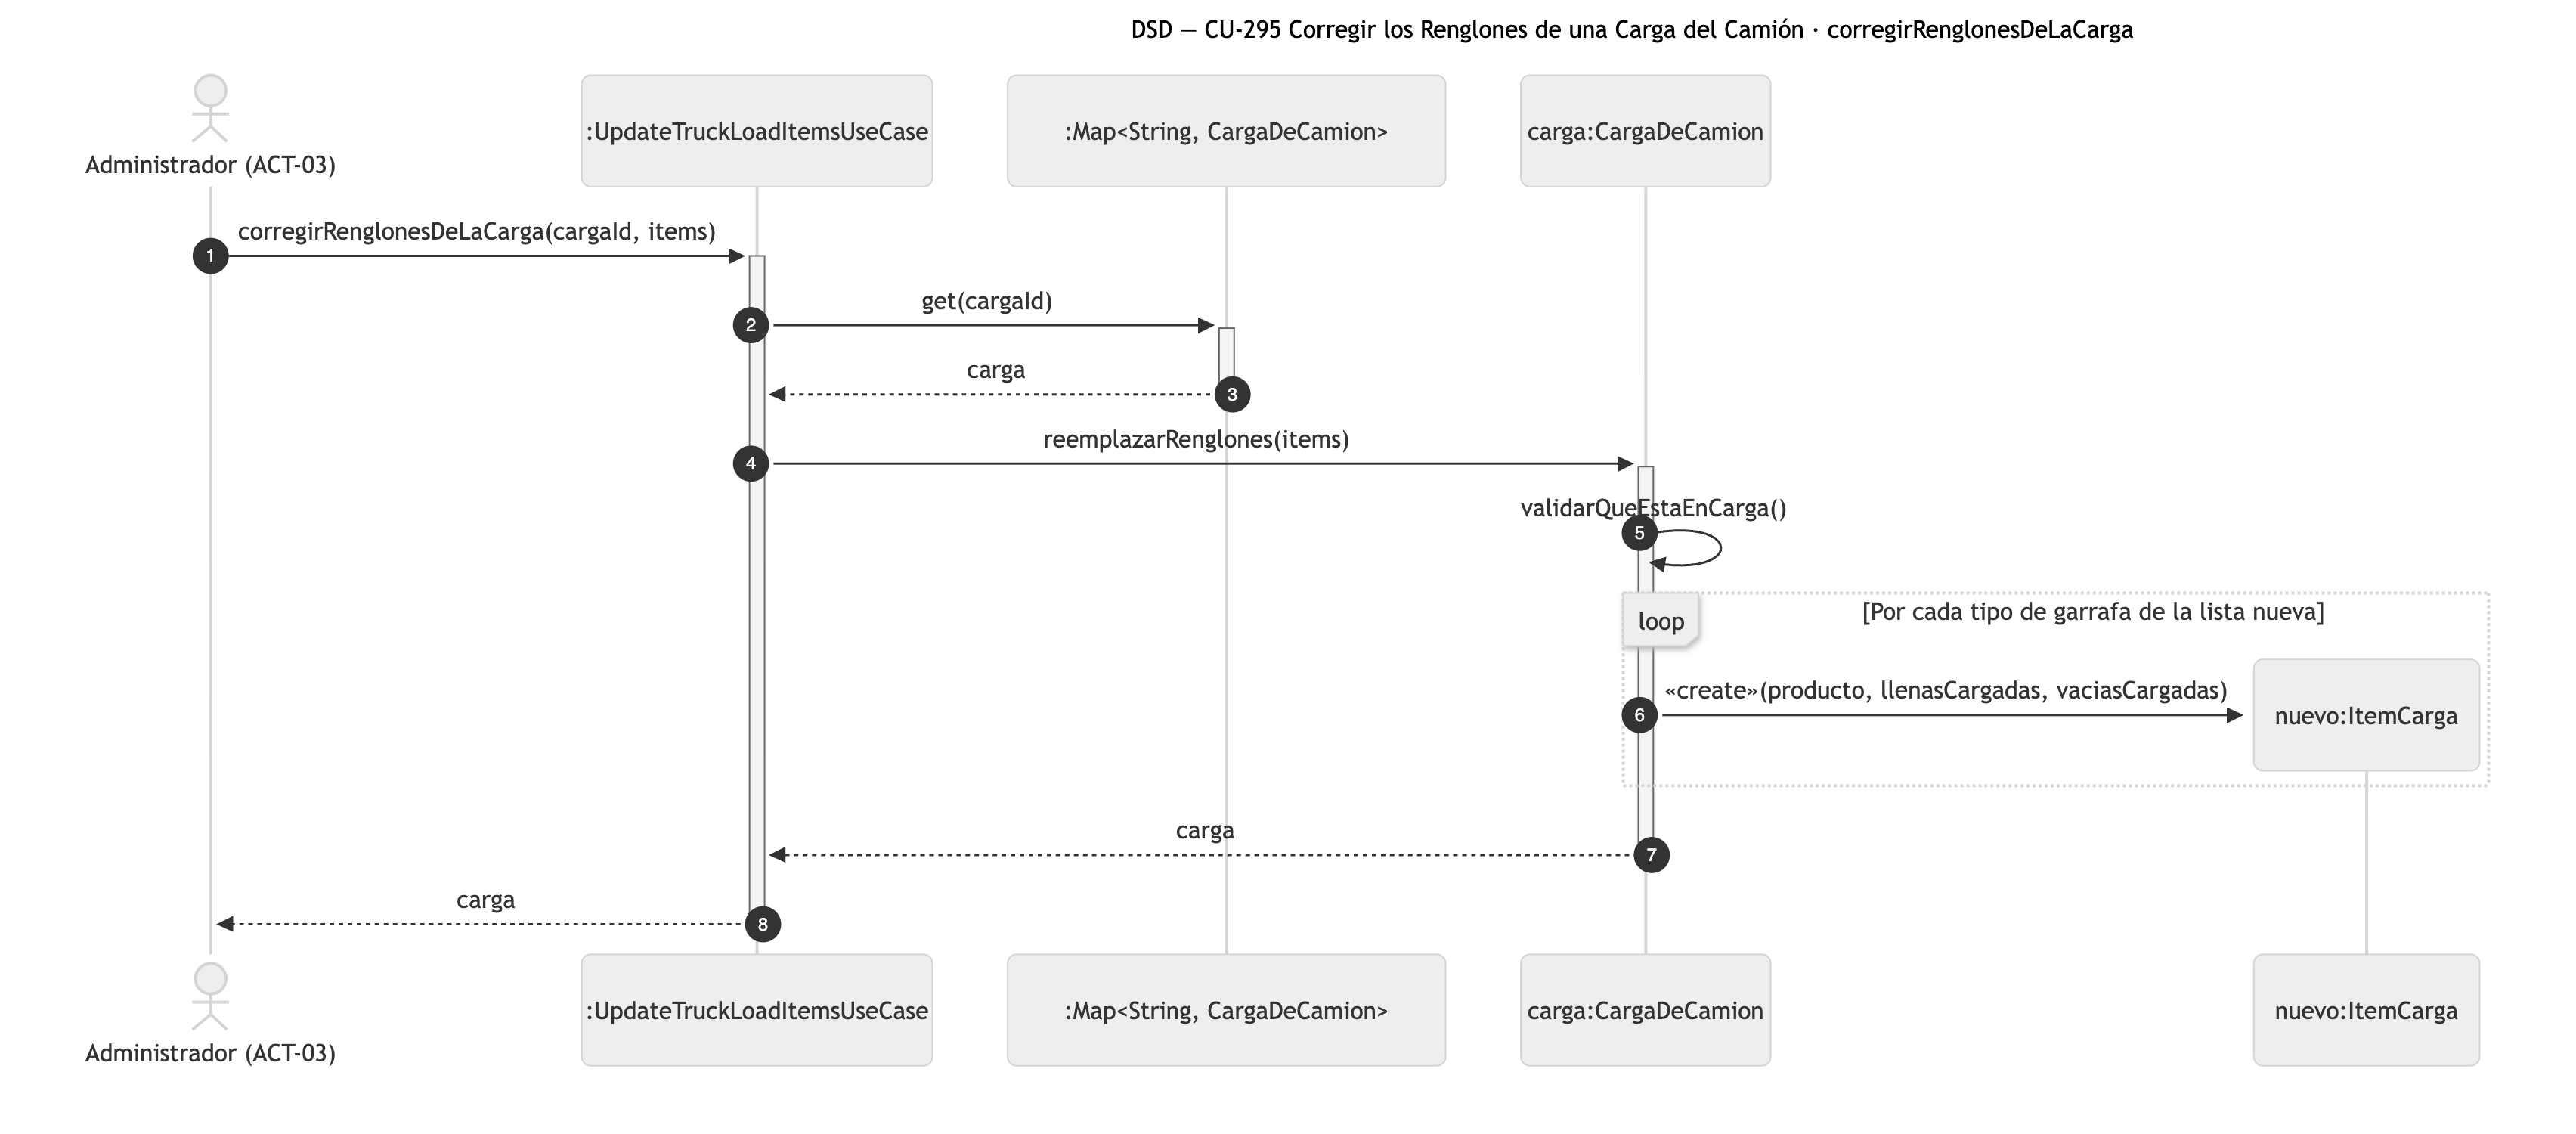 DSD — CU-295 Corregir los Renglones de una Carga del Camión · corregirRenglonesDeLaCarga
Administrador (ACT-03)
:UpdateTruckLoadItemsUseCase
:Map<String, CargaDeCamion>
carga:CargaDeCamion
1
corregirRenglonesDeLaCarga(cargaId, items)
2
get(cargaId)
3
carga
4
reemplazarRenglones(items)
validarQueEstaEnCarga()
5
loop
[Por cada tipo de garrafa de la lista nueva]
6
«create»(producto, llenasCargadas, vaciasCargadas)
nuevo:ItemCarga
carga
7
carga
8
Administrador (ACT-03)
:UpdateTruckLoadItemsUseCase
:Map<String, CargaDeCamion>
carga:CargaDeCamion
nuevo:ItemCarga